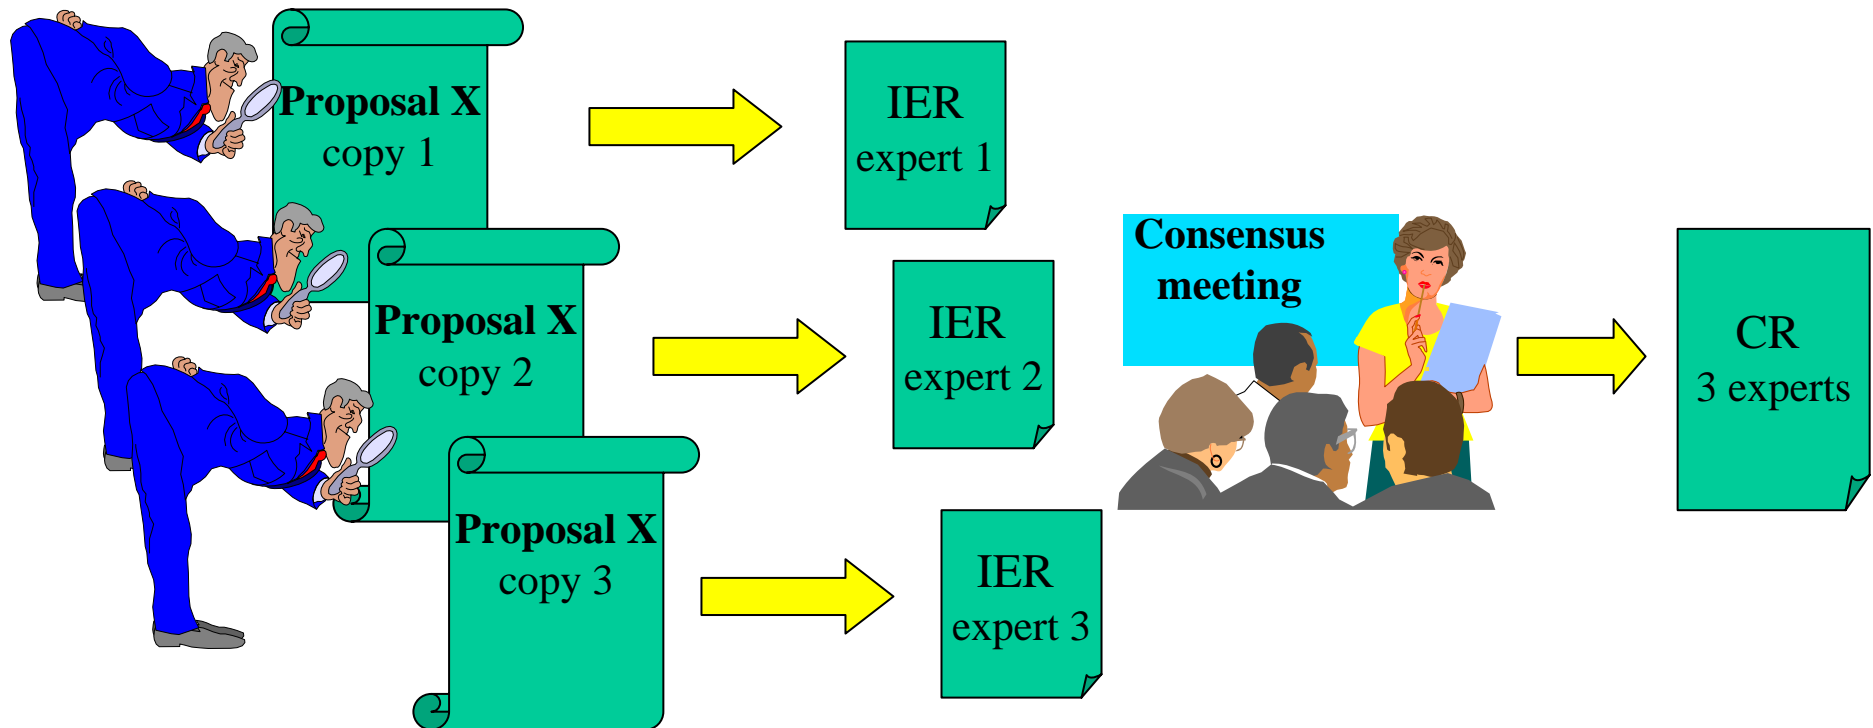 Proposal X
copy 1
IER
expert 1
Proposal X
copy 2
IER
expert 2
Proposal X
copy 3
IER
expert 3
Consensus
meeting
CR
3 experts